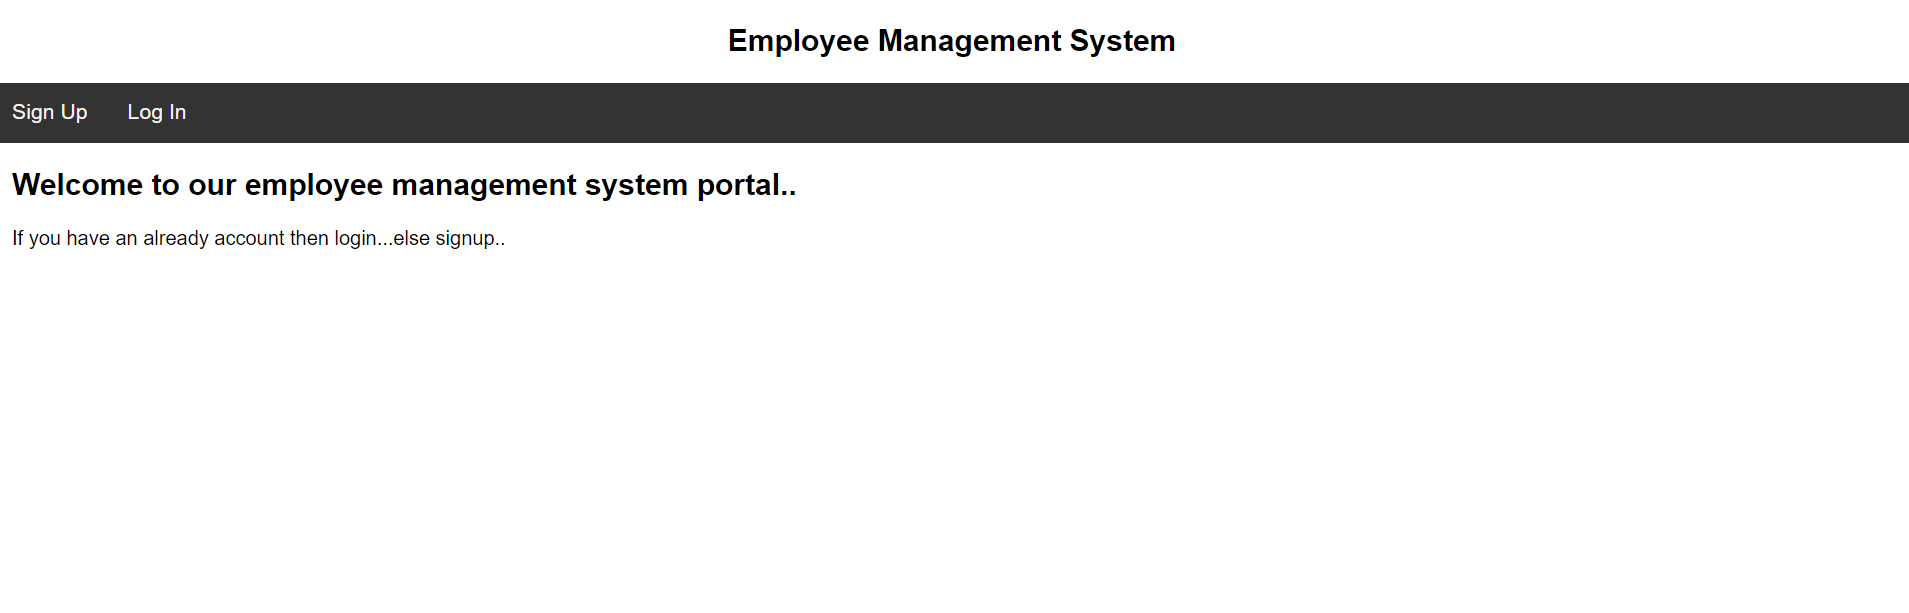 Employee Management System
Sign Up Log In
Welcome to our employee management system portal..
If you have an already account then login...else signup..